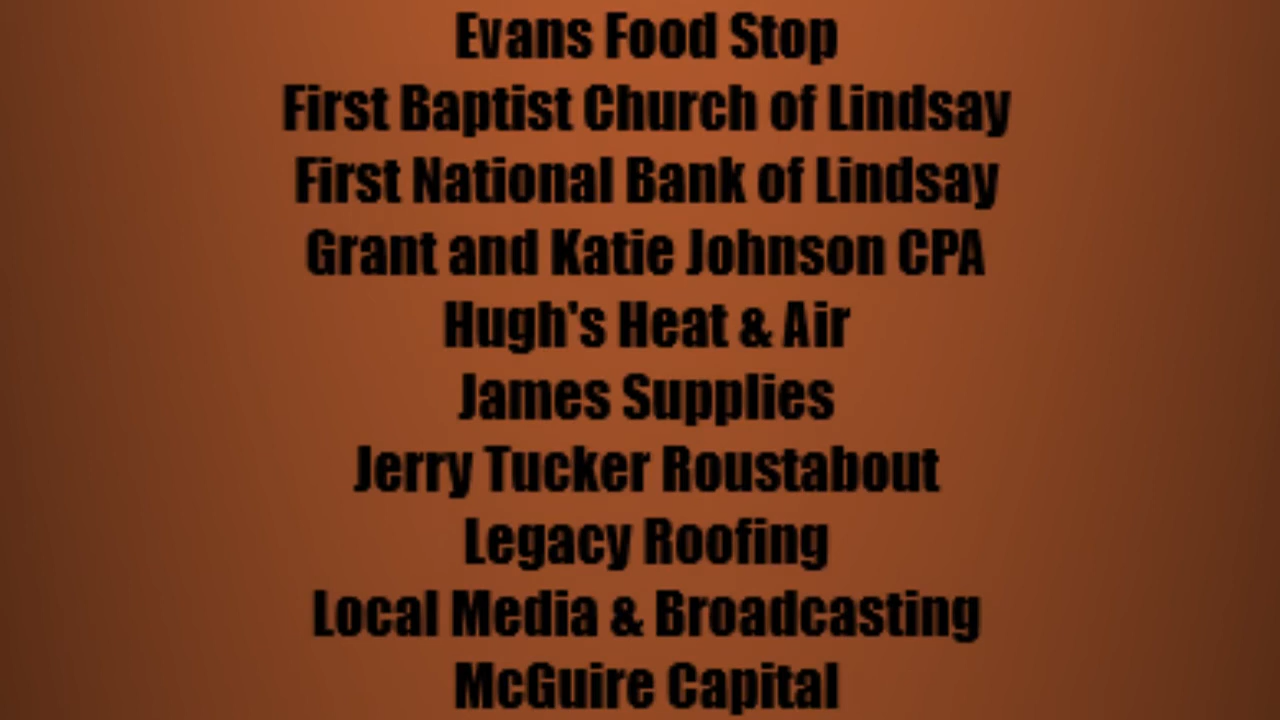 Evans Food Stop
First Baptist Church of Lindsay
First National Bank of Lindsay
Grant and Katie Johnson CPA
Hugh's Heat & Air
James Supplies
Jerry Tucker Roustabout
Legacy Roofing
Local Media & Broadcasting
McGuire Capital